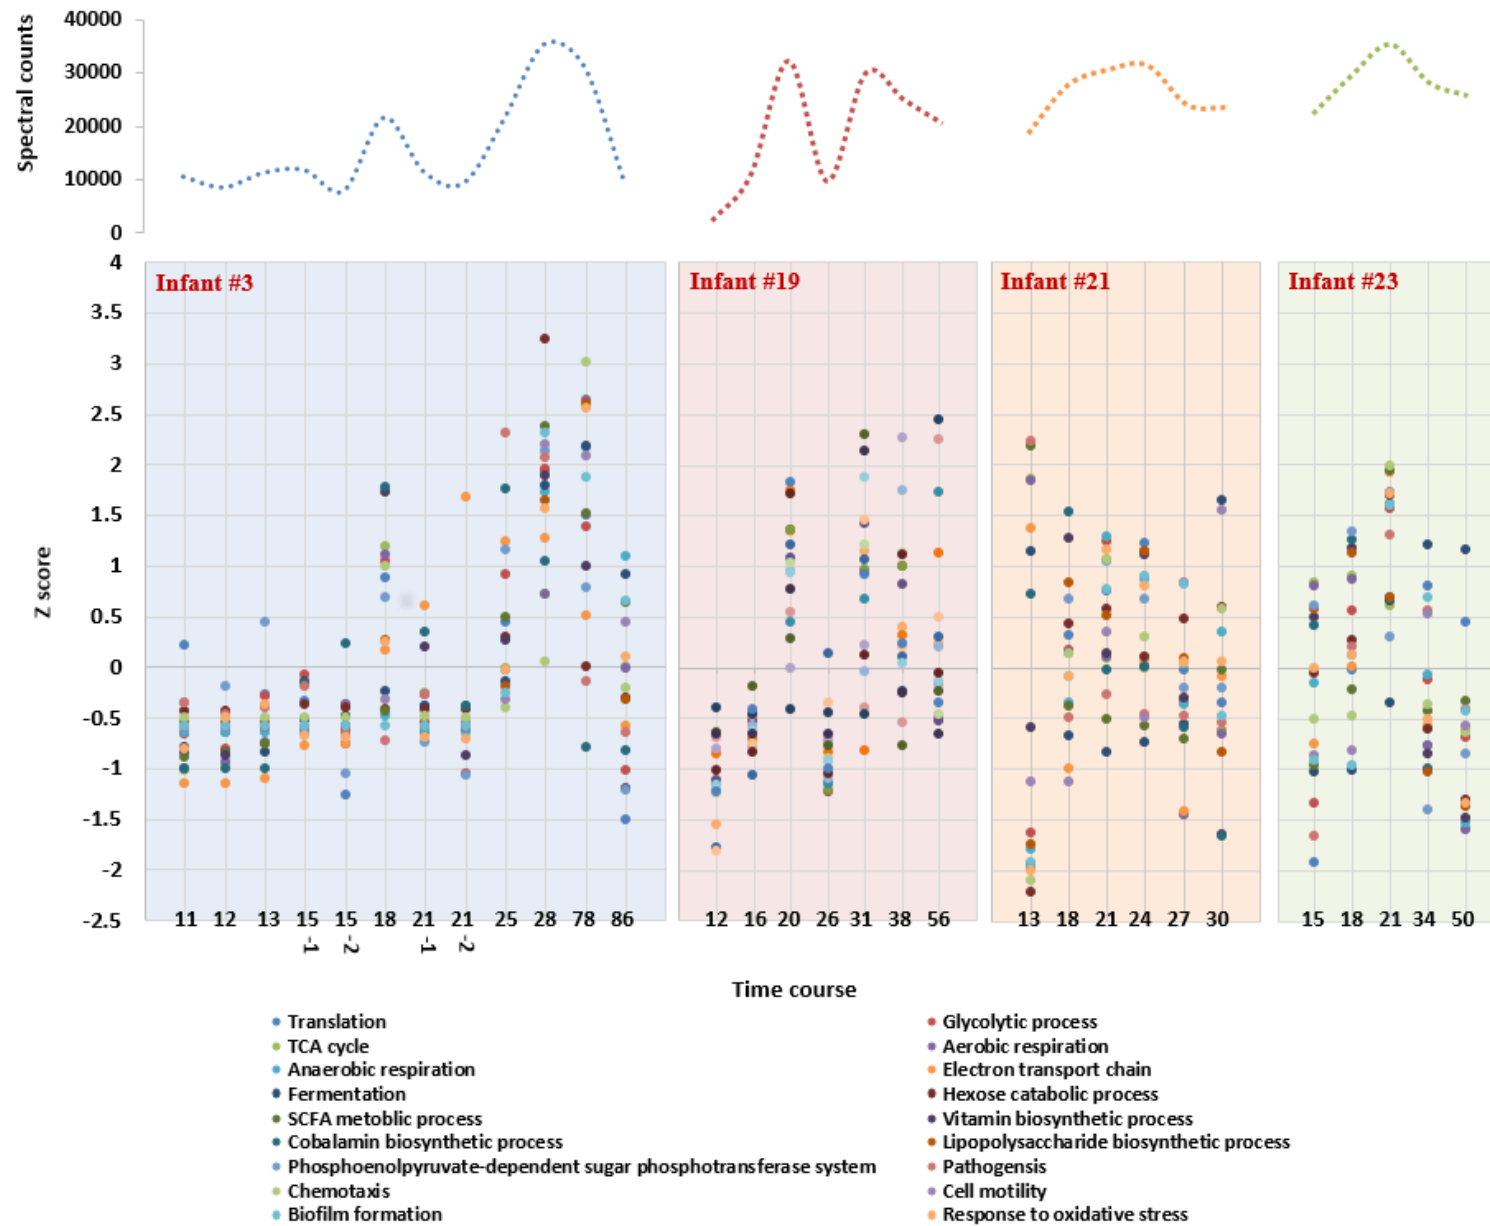 Spectral counts
40000
30000
20000
10000
0
Z score
4
3.5
3
2.5
2
1.5
1
0.5
0
-0.5
-1
-1.5
-2
-2.5
Infant #3
Infant #19
Infant #21
Infant #23
11 12 13 15-1 15-2 18 21-1 21-2 25 28 78 86
12 16 20 26 31 38 56
13 18 21 24 27 30
15 18 21 34 50
Time course
Translation
Glycolytic process
TCA cycle
Aerobic respiration
Anaerobic respiration
Electron transport chain
Fermentation
Hexose catabolic process
SCFA metoblic process
Vitamin biosynthetic process
Cobalamin biosynthetic process
Lipopolysaccharide biosynthetic process
Phosphoenolpyruvate-dependent sugar phosphotransferase system
Pathogensis
Chemotaxis
Cell motility
Biofilm formation
Response to oxidative stress